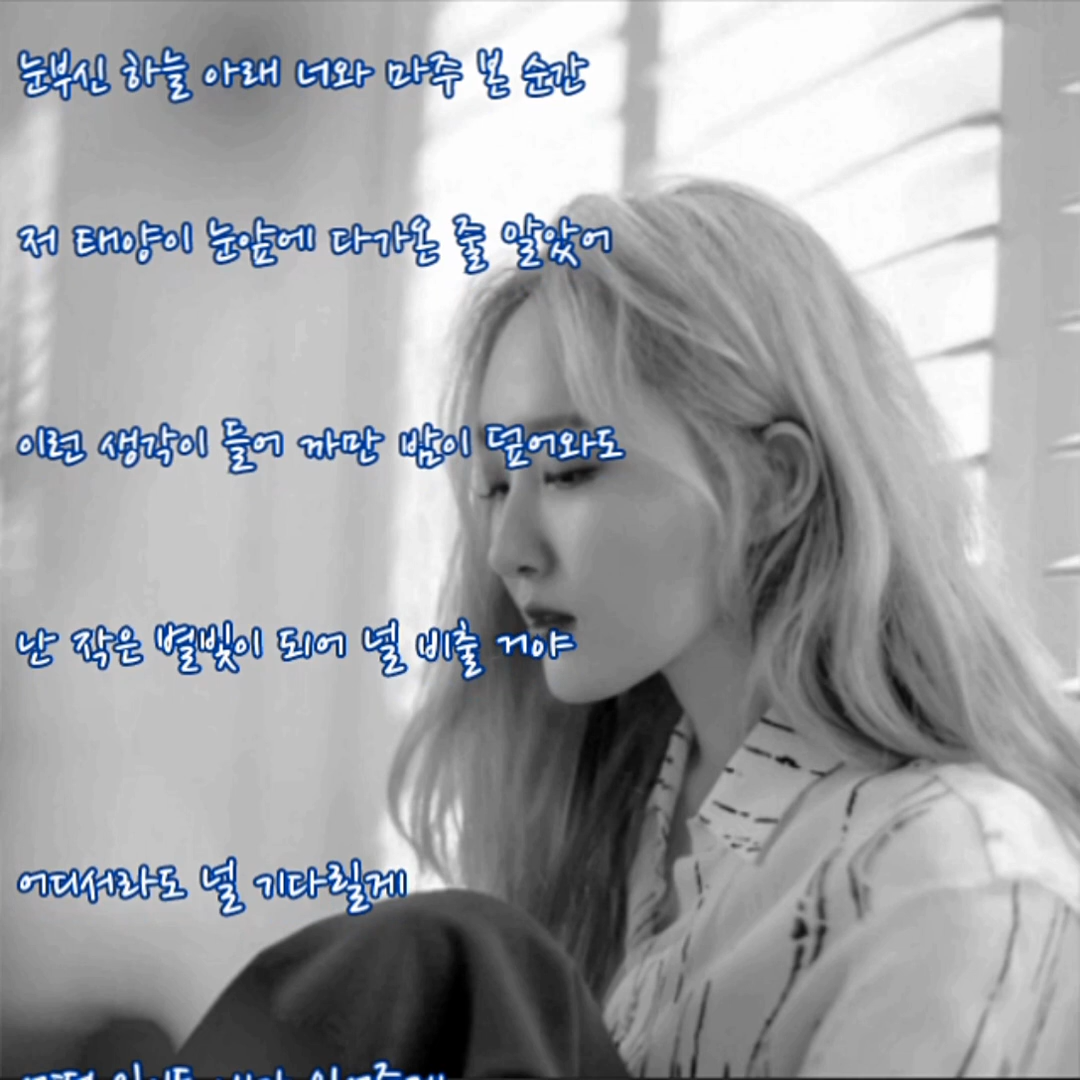 눈부신 하늘 아래 너와 마주 본 순간
저 태양이 눈앞에 다가온 줄 알았어
이런 생각이 들어 까만 밤이 덮어와도
난 작은 별빛이 되어 널 비출 거야
어디서라도 널 기다릴게